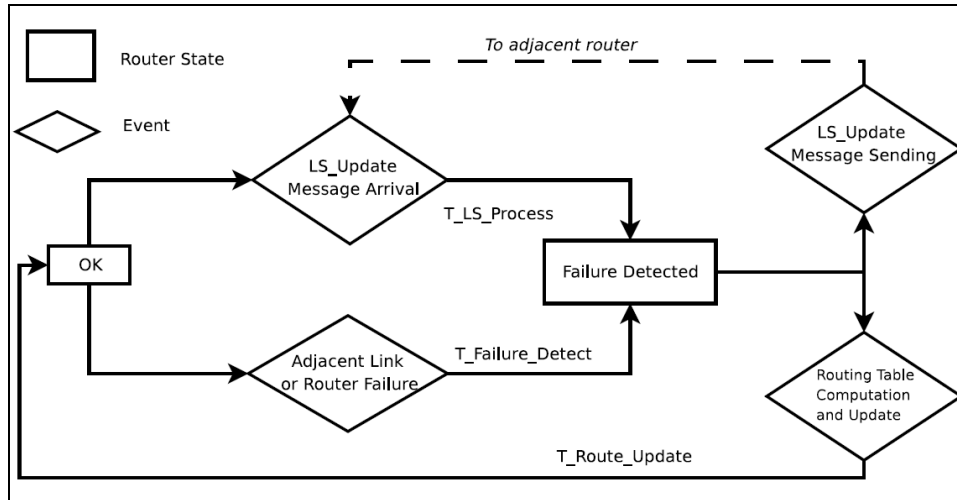 To adjacent router
Router State
Event
LS_Update
Message Arrival
LS_Update
Message Sending
T_LS_Process
OK
Failure Detected
Adjacent Link
or Router Failure
T_Failure_Detect
Routing Table
Computation
and Update
T_Route_Update